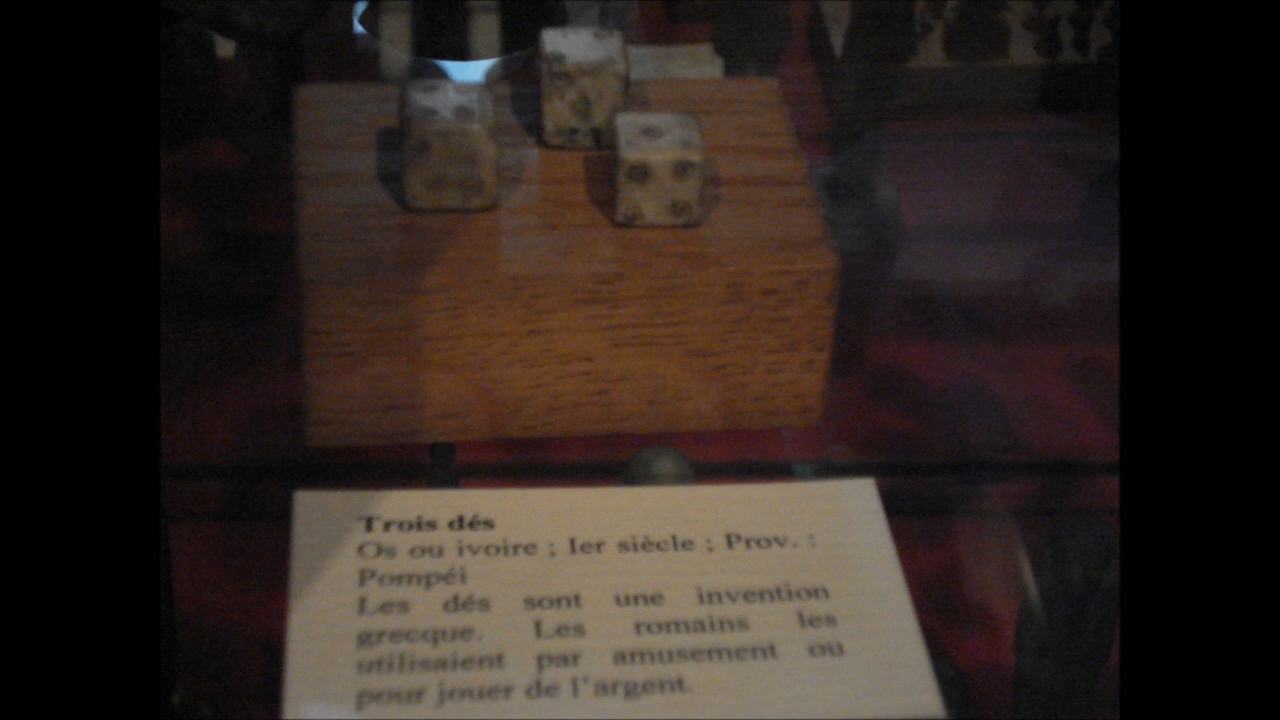 Trois dés
Os ou ivoire ; Ier siècle ; Prov. :
Pompéi
Les dés sont une invention
grecque. Les romains les
utilisaient par amusement ou
pour jouer de l'argent.